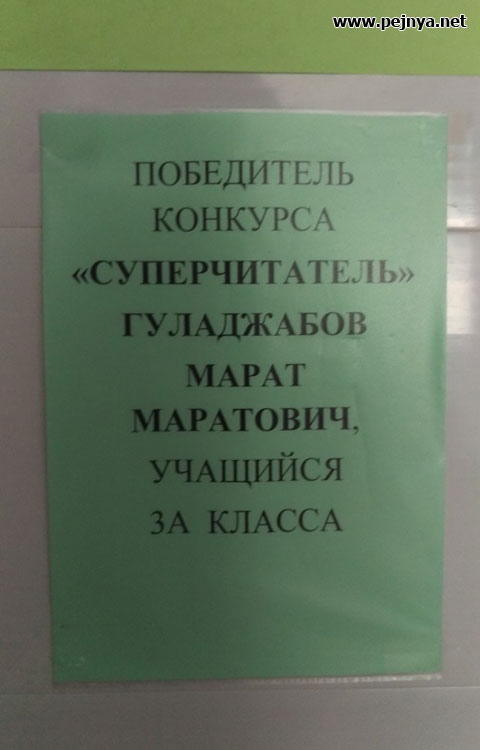 www.pejnya.net
ПОБЕДИТЕЛЬ
КОНКУРСА
«СУПЕРЧИТАТЕЛЬ»
ГУЛАДЖАБОВ
МАРАТ
МАРАТОВИЧ,
УЧАЩИЙСЯ
3А КЛАССА